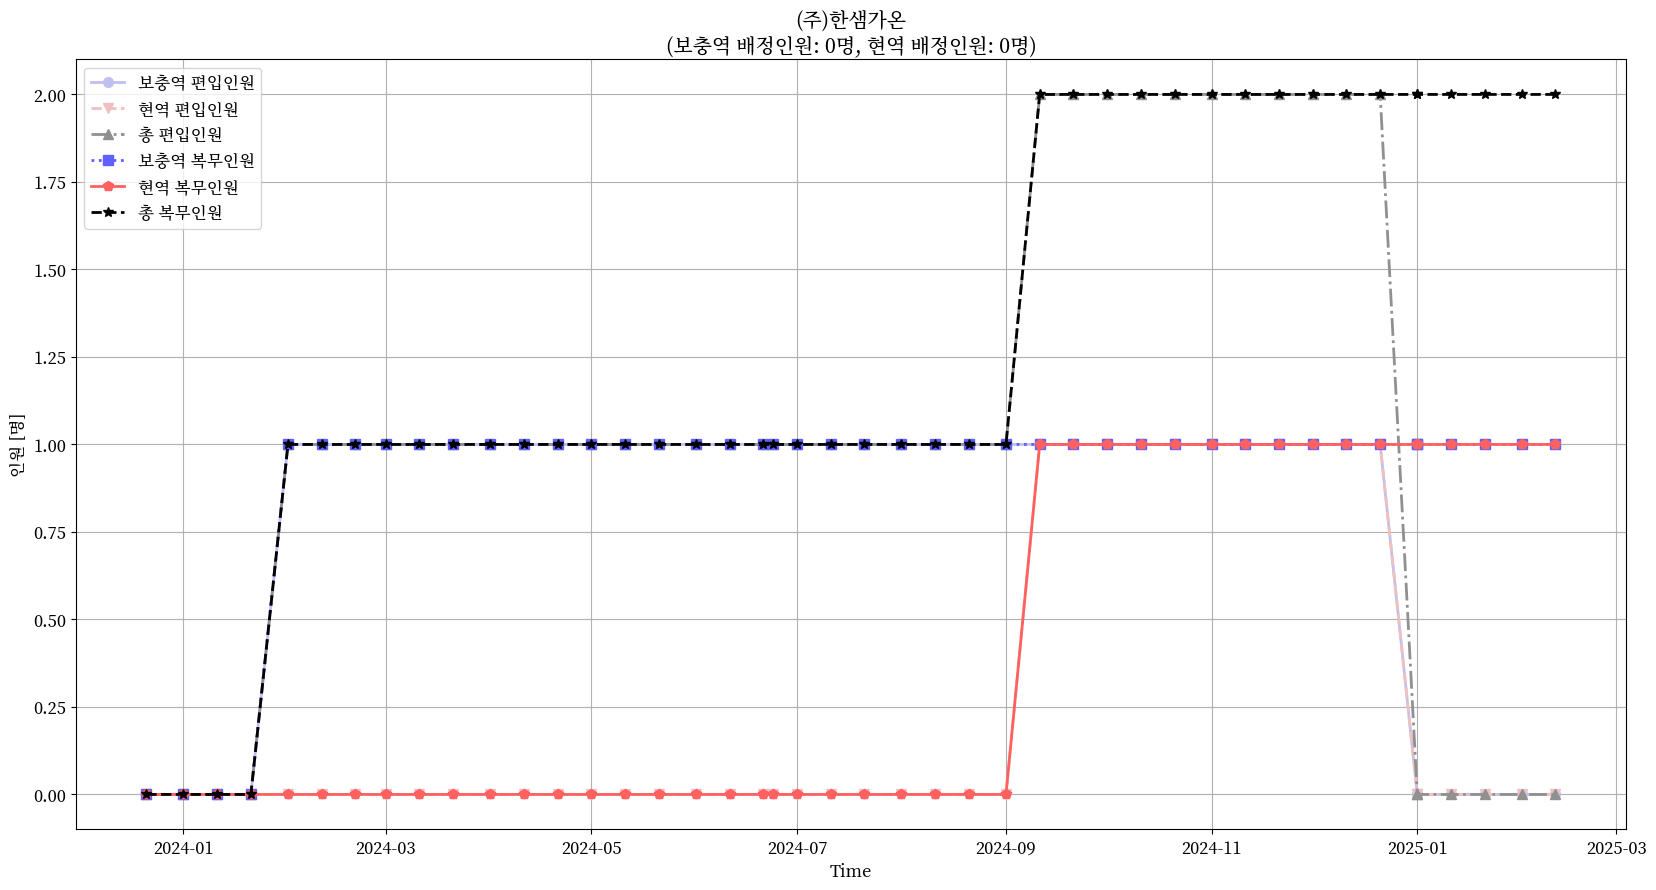 (주)한샘가온
(보충역 배정인원: 0명, 현역 배정인원: 0명)
보충역 편입인원
현역 편입인원
총 편입인원
보충역 복무인원
현역 복무인원
총 복무인원
인원 [명]
2.00
1.75
1.50
1.25
1.00
0.75
0.50
0.25
0.00
2024-01
2024-03
2024-05
2024-07
2024-09
2024-11
2025-01
2025-03
Time